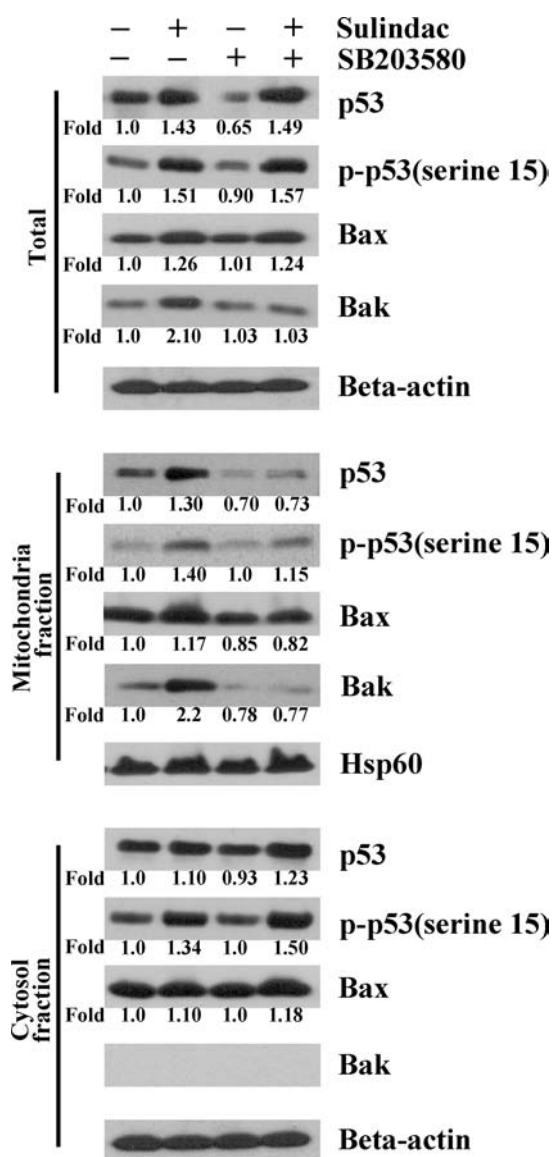 − + − + Sulindac
− − + + SB203580
p53
Fold 1.0 1.43 0.65 1.49
p-p53(serine 15)
Fold 1.0 1.51 0.90 1.57
Bax
Fold 1.0 1.26 1.01 1.24
Bak
Fold 1.0 2.10 1.03 1.03
Beta-actin
Total
p53
Fold 1.0 1.30 0.70 0.73
p-p53(serine 15)
Fold 1.0 1.40 1.0 1.15
Bax
Fold 1.0 1.17 0.85 0.82
Bak
Fold 1.0 2.2 0.78 0.77
Hsp60
Mitochondria
fraction
p53
Fold 1.0 1.10 0.93 1.23
p-p53(serine 15)
Fold 1.0 1.34 1.0 1.50
Bax
Fold 1.0 1.10 1.0 1.18
Bak
Beta-actin
Cytosol
fraction